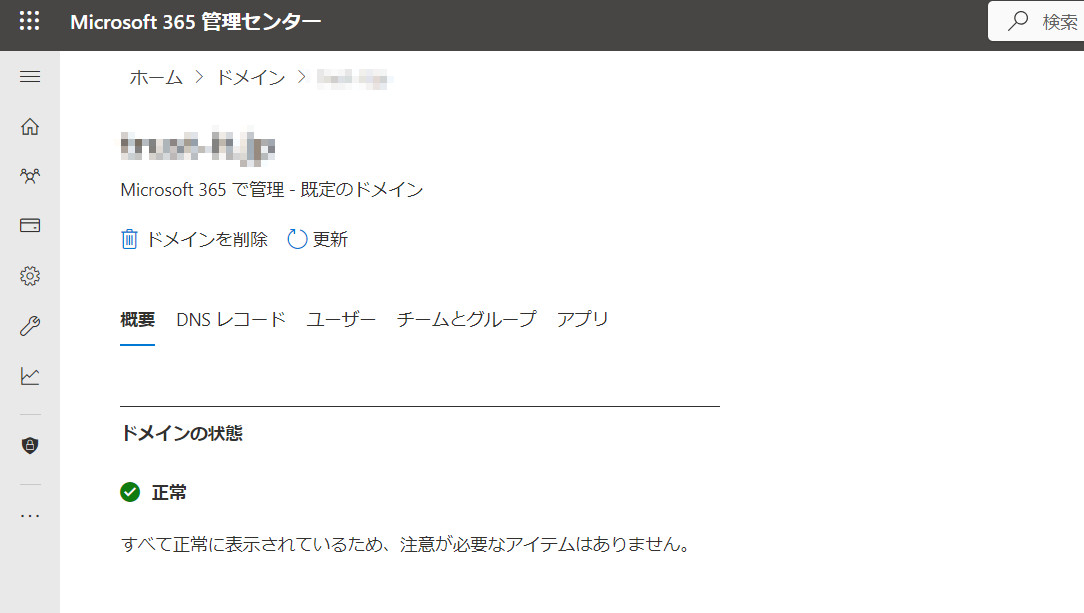 Microsoft 365 管理センター
検索
ホーム > ドメイン >
Microsoft 365 で管理 - 既定のドメイン
ドメインを削除 更新
概要 DNS レコード ユーザー チームとグループ アプリ
ドメインの状態
正常
すべて正常に表示されているため、注意が必要なアイテムはありません。